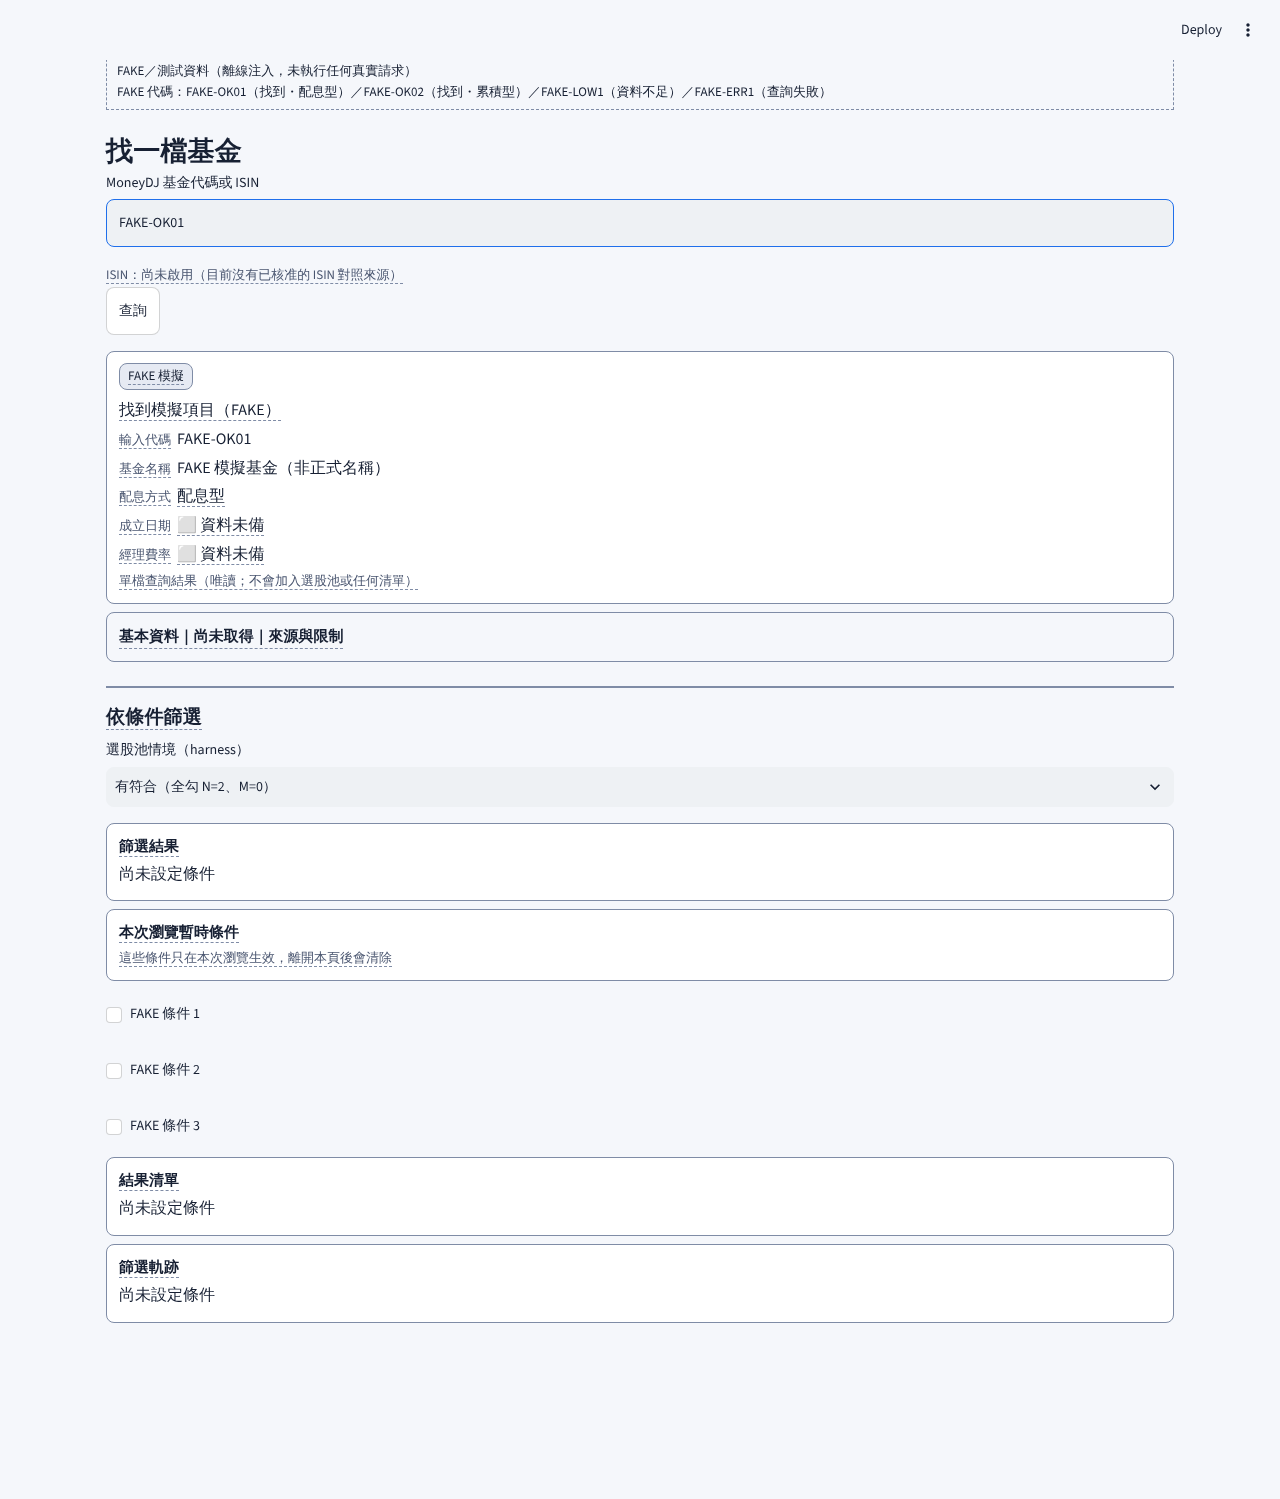 Deploy
FAKE／測試資料（離線注入，未執行任何真實請求）
FAKE 代碼：FAKE-OK01（找到・配息型）／FAKE-OK02（找到・累積型）／FAKE-LOW1（資料不足）／FAKE-ERR1（查詢失敗）
找一檔基金
MoneyDJ 基金代碼或 ISIN
FAKE-OK01
ISIN：尚未啟用（目前沒有已核准的 ISIN 對照來源）
查詢
FAKE 模擬
找到模擬項目（FAKE）
輸入代碼 FAKE-OK01
基金名稱 FAKE 模擬基金（非正式名稱）
配息方式 配息型
成立日期 ⬜ 資料未備
經理費率 ⬜ 資料未備
單檔查詢結果（唯讀；不會加入選股池或任何清單）
基本資料｜尚未取得｜來源與限制
依條件篩選
選股池情境（harness）
有符合（全勾 N=2、M=0）
篩選結果
尚未設定條件
本次瀏覽暫時條件
這些條件只在本次瀏覽生效，離開本頁後會清除
FAKE 條件 1
FAKE 條件 2
FAKE 條件 3
結果清單
尚未設定條件
篩選軌跡
尚未設定條件